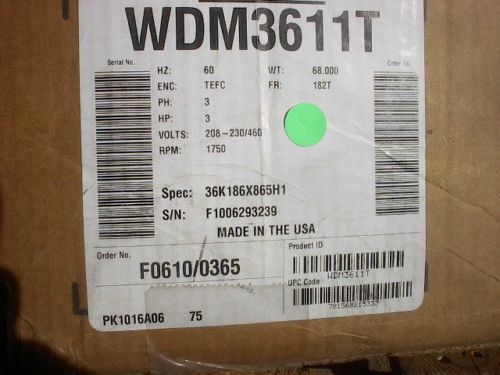 WDM3611T
Serial No.
HZ: 60 WT: 68.000
Order No.
ENC: TEFC FR: 182T
PH: 3
HP: 3
VOLTS: 208-230/460
RPM: 1750
Spec: 36K186X865H1
S/N: F1006293239
MADE IN THE USA
Order No.
Product ID
F0610/0365
WDM3611T
UPC Code
781568215333
PK1016A06 75